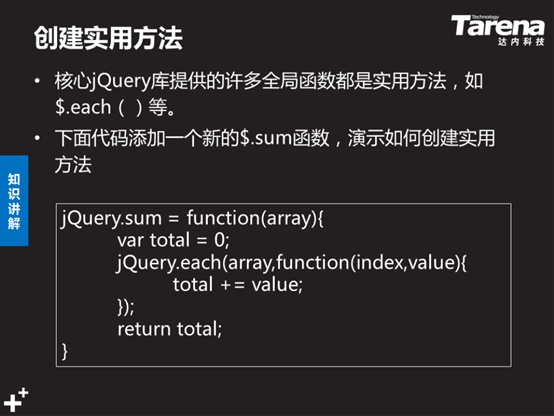 创建实用方法
Technology
Tarena
达内科技
• 核心jQuery库提供的许多全局函数都是实用方法，如
$.each（ ）等。
• 下面代码添加一个新的$.sum函数，演示如何创建实用
方法
知识讲解
jQuery.sum = function(array){
var total = 0;
jQuery.each(array,function(index,value){
total += value;
});
return total;
}